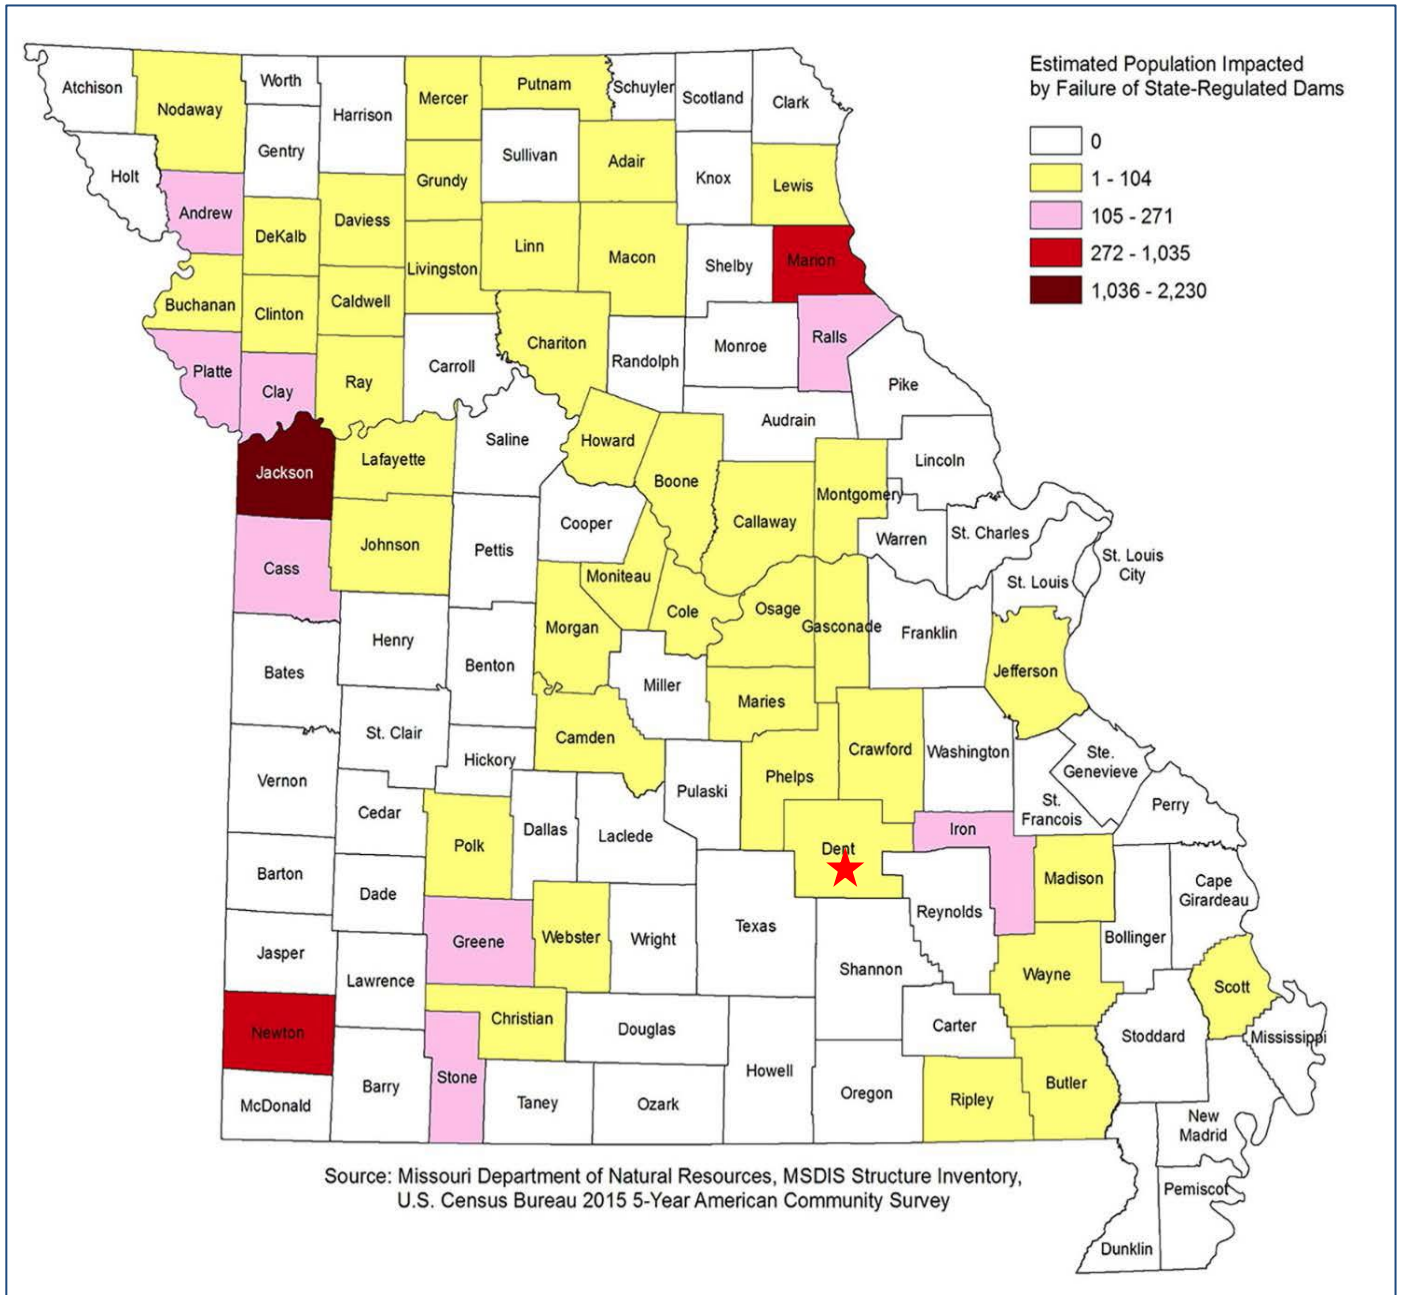 Estimated Population Impacted
by Failure of State-Regulated Dams
0
1 - 104
105 - 271
272 - 1,035
1,036 - 2,230
Atchison
Nodaway
Worth
Harrison
Mercer
Putnam
Schuyler
Scotland
Clark
Gentry
Holt
Sullivan
Adair
Knox
Lewis
Grundy
Andrew
DeKalb
Daviess
Linn
Macon
Shelby
Marion
Livingston
Buchanan
Clinton
Caldwell
Chariton
Randolph
Monroe
Ralls
Platte
Clay
Ray
Carroll
Pike
Audrain
Saline
Howard
Jackson
Lafayette
Boone
Lincoln
Montgomery
Callaway
Cooper
Johnson
Pettis
Warren
St. Charles
St. Louis
City
St. Louis
Cass
Moniteau
Cole
Osage
Gasconade
Franklin
Morgan
Henry
Benton
Bates
Miller
Maries
Jefferson
St. Clair
Camden
Crawford
Washington
Hickory
Ste.
Genevieve
Vernon
Phelps
Pulaski
St.
Francois
Perry
Cedar
Dallas
Laclede
Polk
Iron
Dent
Barton
Dade
Madison
Cape
Girardeau
Reynolds
Texas
Greene
Webster
Wright
Bollinger
Jasper
Lawrence
Shannon
Wayne
Scott
Newton
Christian
Douglas
Carter
Stoddard
Mississippi
Barry
Stone
Howell
Butler
McDonald
Taney
Ozark
Oregon
Ripley
New
Madrid
Pemiscot
Dunklin
Source: Missouri Department of Natural Resources, MSDIS Structure Inventory,
U.S. Census Bureau 2015 5-Year American Community Survey